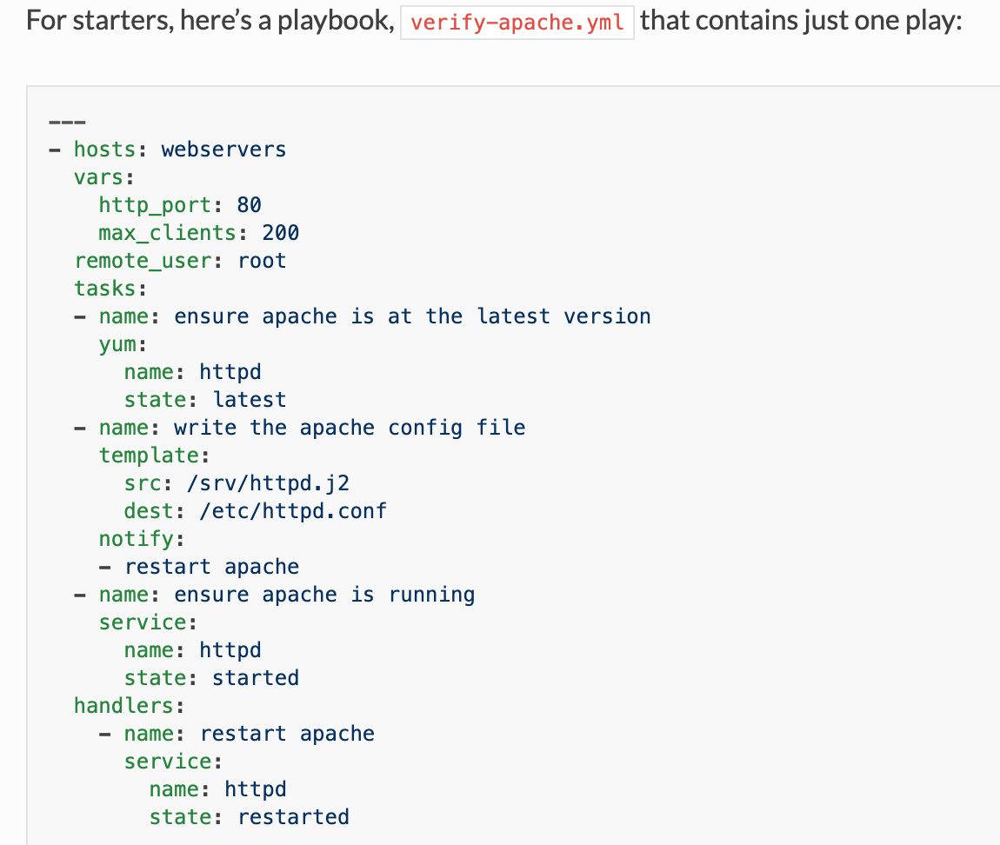 For starters, here’s a playbook, verify-apache.yml that contains just one play:
---
- hosts: webservers
  vars:
    http_port: 80
    max_clients: 200
  remote_user: root
  tasks:
  - name: ensure apache is at the latest version
    yum:
      name: httpd
      state: latest
  - name: write the apache config file
    template:
      src: /srv/httpd.j2
      dest: /etc/httpd.conf
    notify:
    - restart apache
  - name: ensure apache is running
    service:
      name: httpd
      state: started
  handlers:
    - name: restart apache
      service:
        name: httpd
        state: restarted